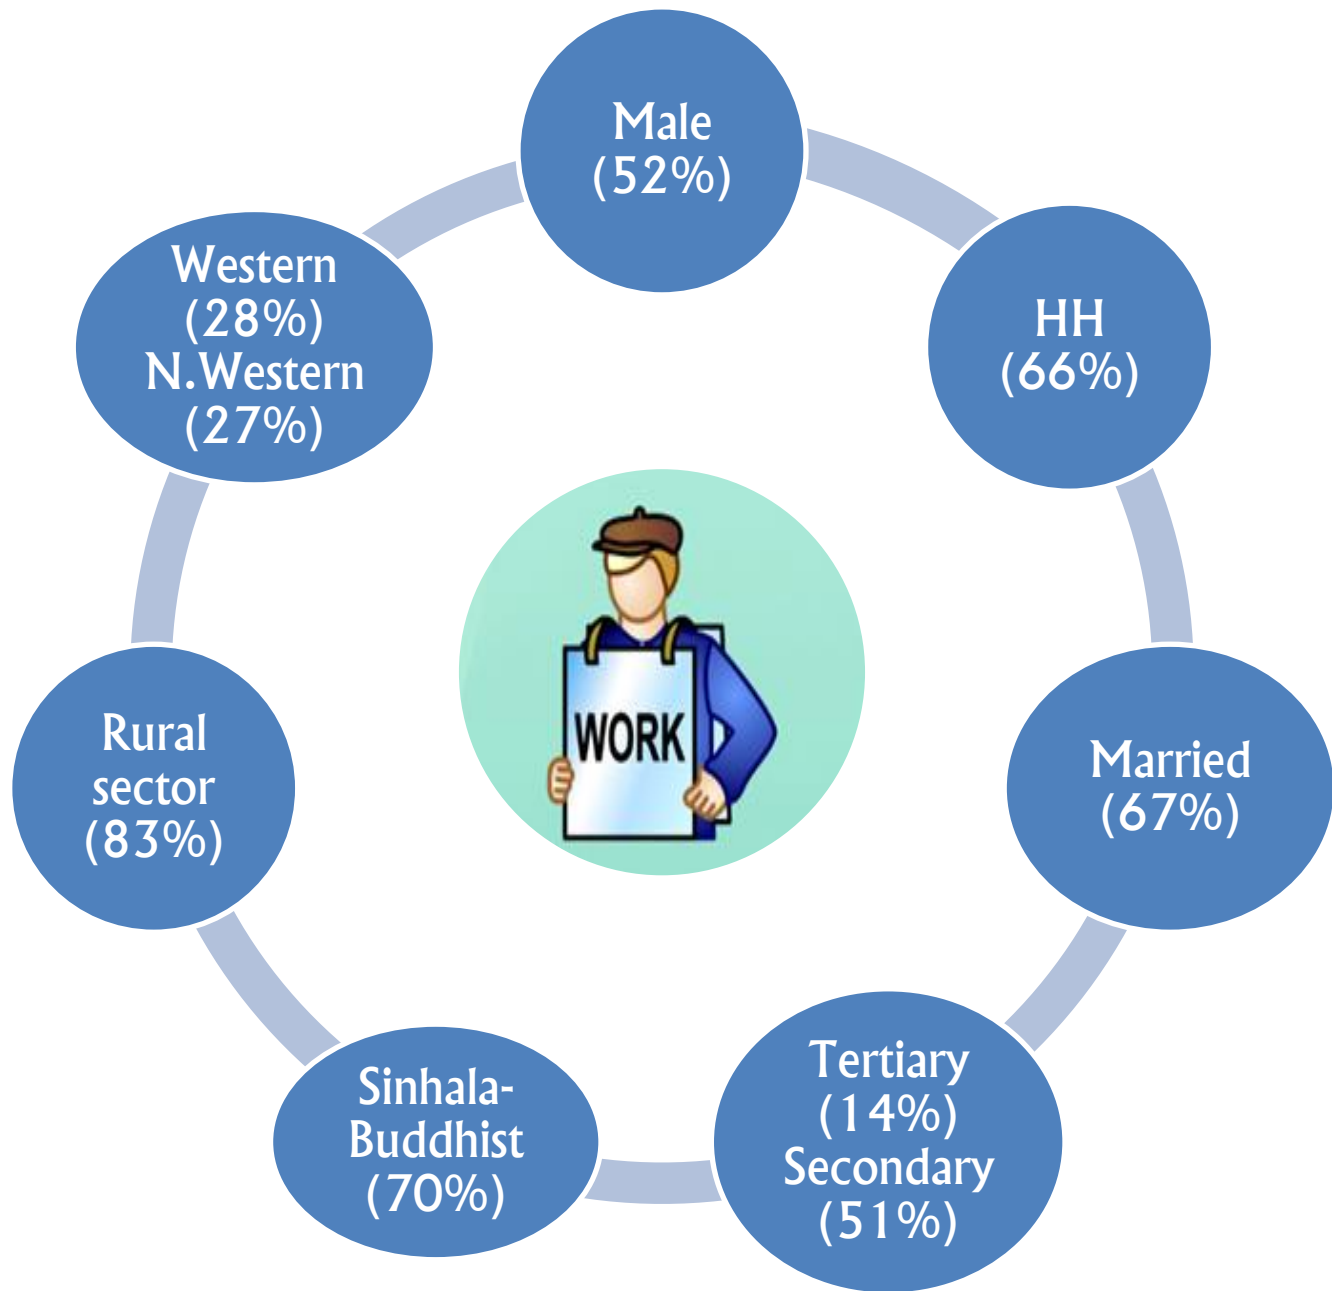 Male
(52%)
HH
(66%)
Married
(67%)
Tertiary
(14%)
Secondary
(51%)
Sinhala-
Buddhist
(70%)
Rural
sector
(83%)
Western
(28%)
N.Western
(27%)
WORK